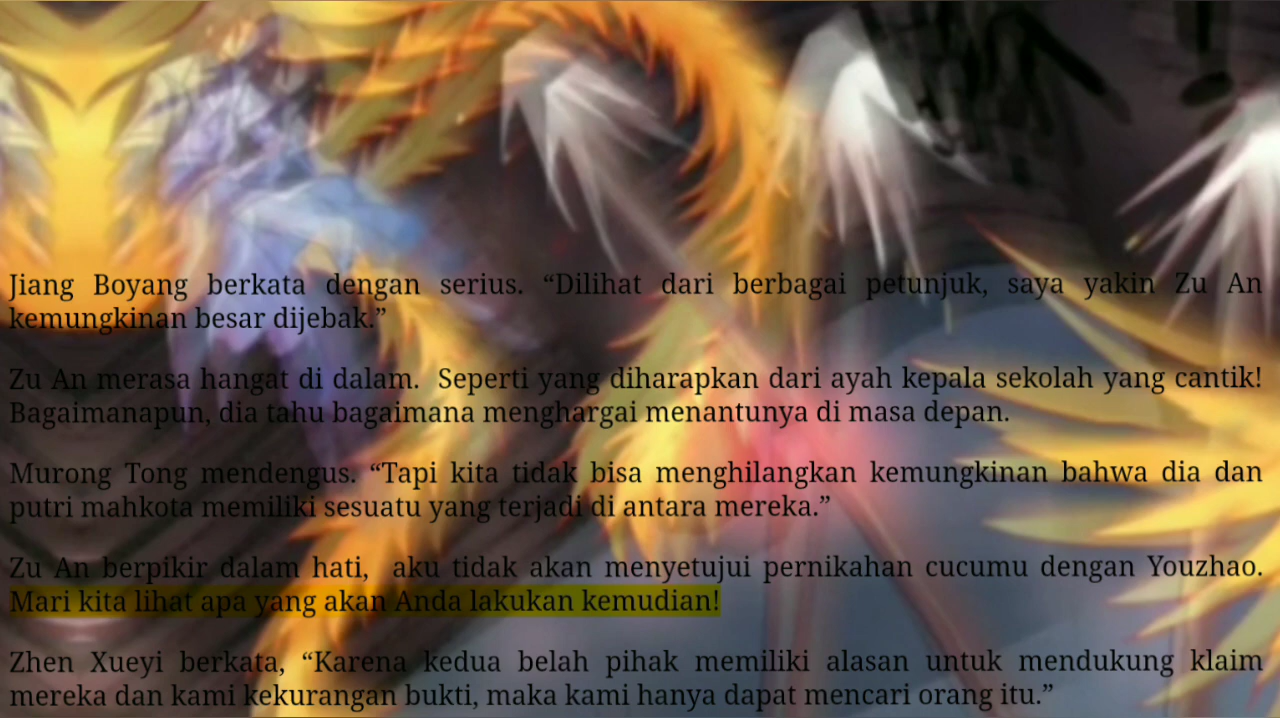 Jiang Boyang berkata dengan serius. “Dilihat dari berbagai petunjuk, saya yakin Zu An
kemungkinan besar dijebak.”
Zu An merasa hangat di dalam.  Seperti yang diharapkan dari ayah kepala sekolah yang cantik!
Bagaimanapun, dia tahu bagaimana menghargai menantunya di masa depan.
Murong Tong mendengus. “Tapi kita tidak bisa menghilangkan kemungkinan bahwa dia dan
putri mahkota memiliki sesuatu yang terjadi di antara mereka.”
Zu An berpikir dalam hati,  aku tidak akan menyetujui pernikahan cucumu dengan Youzhao.
Mari kita lihat apa yang akan Anda lakukan kemudian!
Zhen Xueyi berkata, “Karena kedua belah pihak memiliki alasan untuk mendukung klaim
mereka dan kami kekurangan bukti, maka kami hanya dapat mencari orang itu.”